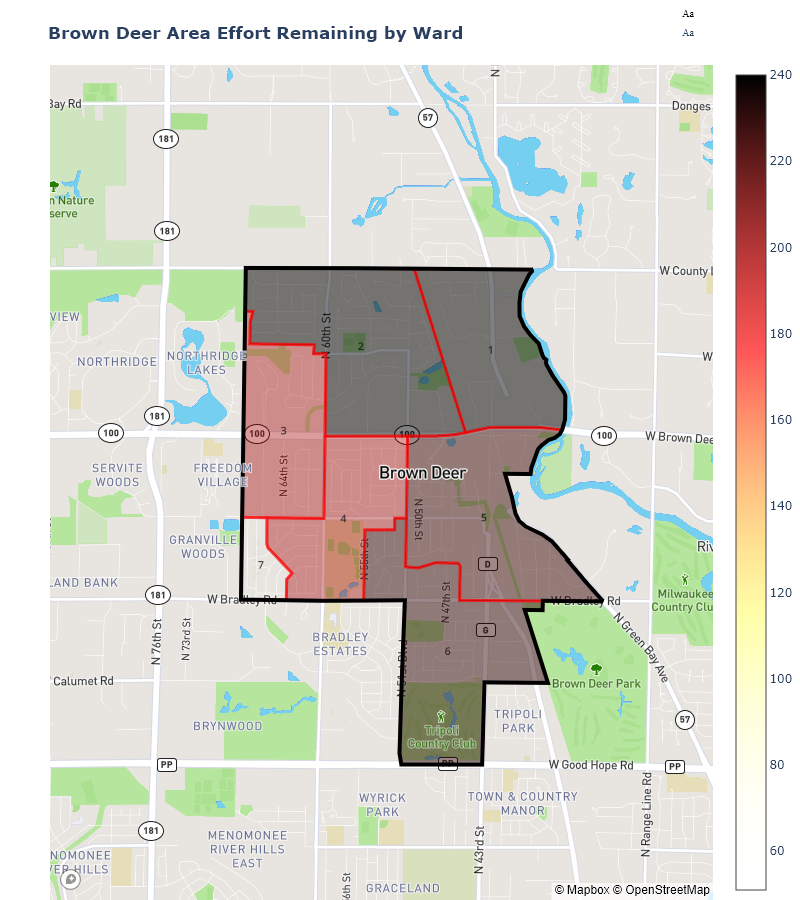 Aa
Brown Deer Area Effort Remaining by Ward
Aa
240
220
200
180
160
140
120
100
80
60
Bay Rd
N
57
Donges
181
n Nature
serve
181
W County
VIEW
N 60th St
2
1
NORTHRIDGE
NORTHRIDGE
LAKES
W
181
100
100
3
100
100
W Brown Dee
SERVITE
WOODS
FREEDOM
VILLAGE
N 64th St
Brown Deer
N 50th St
4
5
GRANVILLE
WOODS
N 55th St
7
D
Riv
LAND BANK
181
W Bradley Rd
N 47th St
W Bradley Rd
Milwaukee
Country Clu
N 76th St
N 73rd St
BRADLEY
ESTATES
G
6
N 51st Blvd
N Green Bay Ave
Calumet Rd
Brown Deer Park
BRYNWOOD
Tripoli
Country Club
TRIPOLI
PARK
57
PP
PP
W Good Hope Rd
PP
WYRICK
PARK
TOWN & COUNTRY
MANOR
N Range Line Rd
181
MENOMONEE
RIVER HILLS
EAST
N 43rd St
NOMONEE
VER HILLS
6th St
GRACELAND
© Mapbox © OpenStreetMap